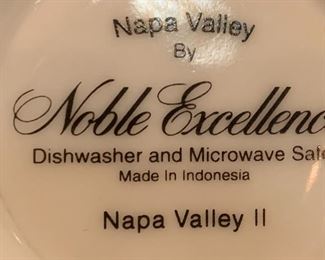 Napa Valley
By
Noble Excellenc
Dishwasher and Microwave Saf
Made In Indonesia
Napa Valley II